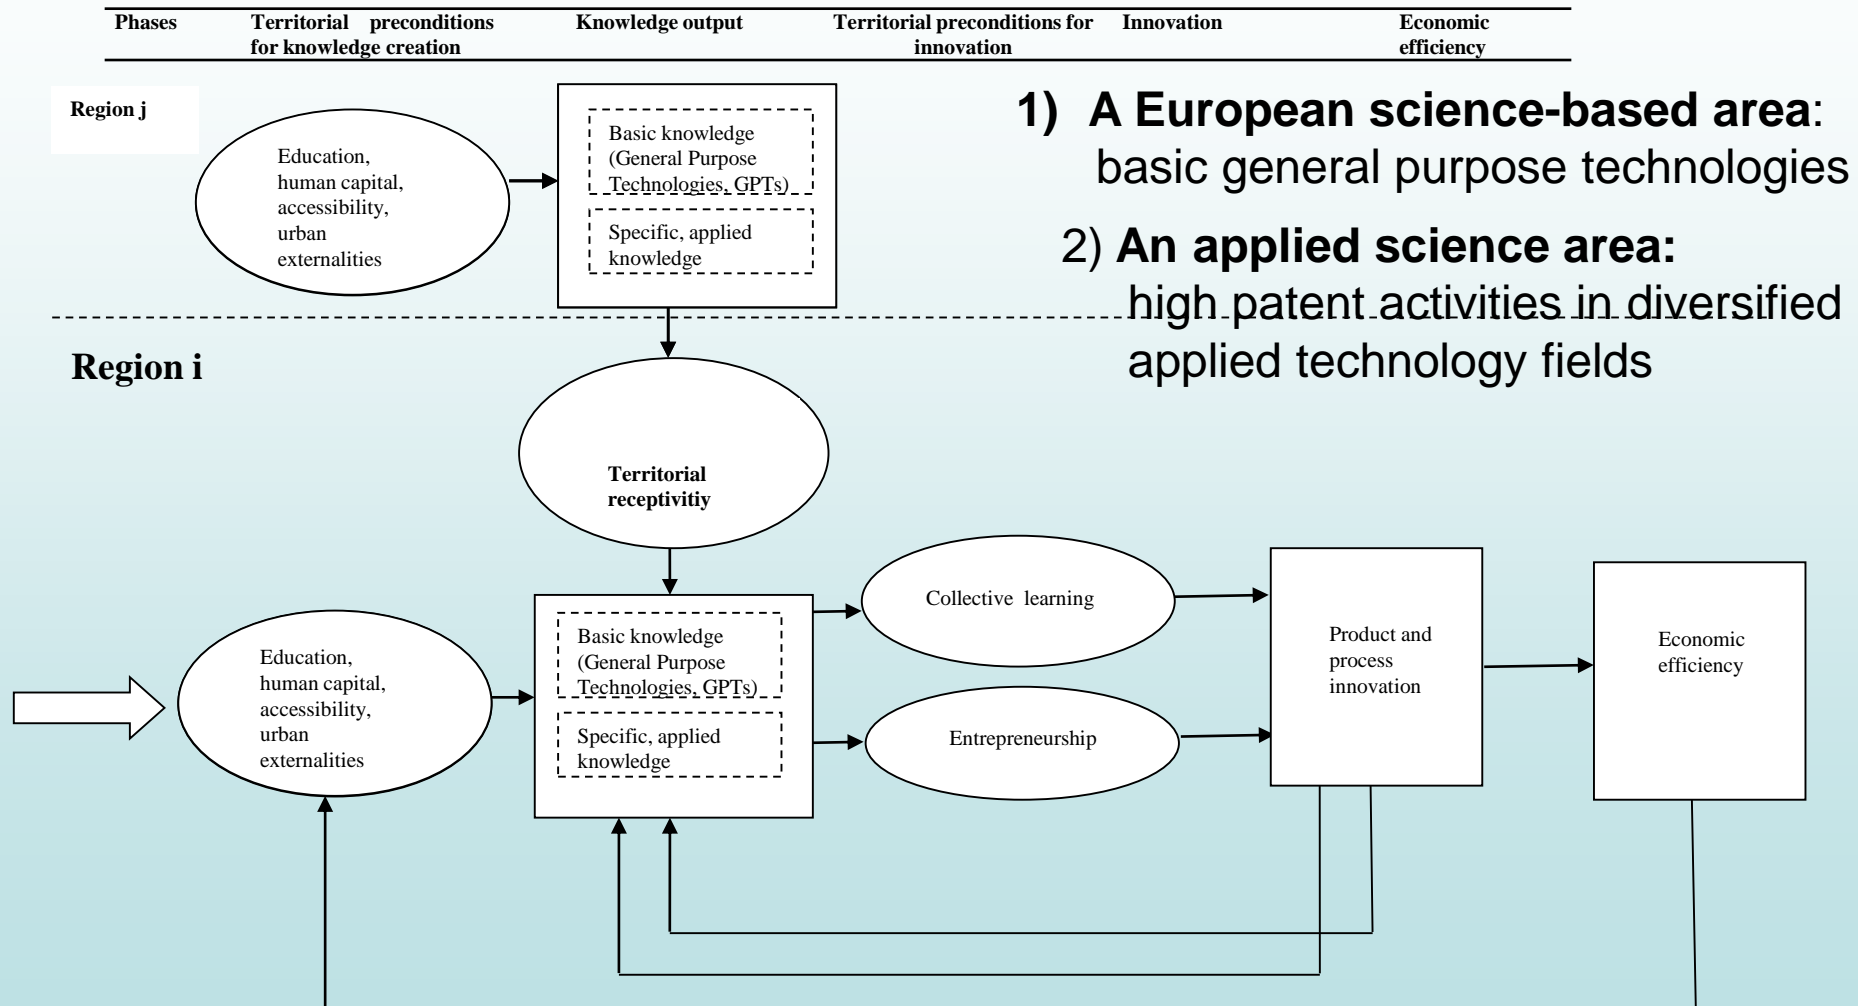 Phases
Territorial preconditions
for knowledge creation
Knowledge output
Territorial preconditions for
innovation
Innovation
Economic
efficiency
Region j
Education,
human capital,
accessibility,
urban
externalities
Basic knowledge
(General Purpose
Technologies, GPTs)
Specific, applied
knowledge
1) A European science-based area:
basic general purpose technologies
2) An applied science area:
high patent activities in diversified
applied technology fields
Region i
Territorial
receptivitiy
Education,
human capital,
accessibility,
urban
externalities
Basic knowledge
(General Purpose
Technologies, GPTs)
Specific, applied
knowledge
Collective learning
Entrepreneurship
Product and
process
innovation
Economic
efficiency